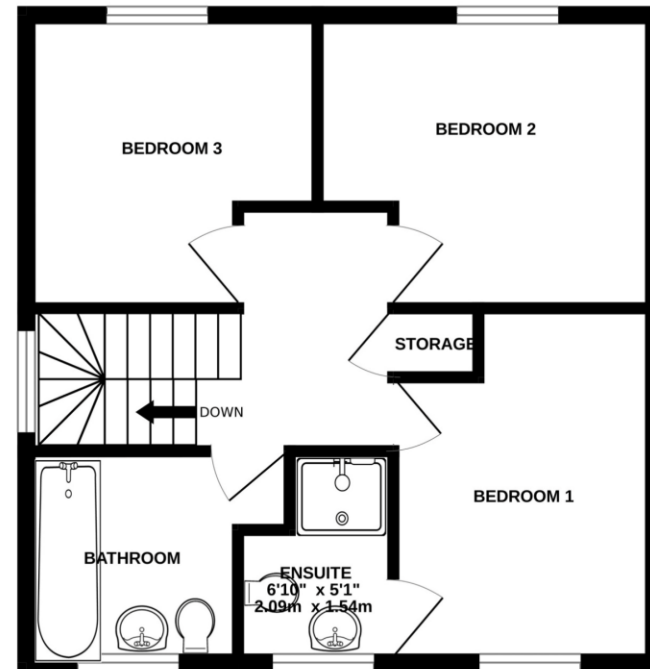 BEDROOM 3
BEDROOM 2
STORAGE
DOWN
BEDROOM 1
BATHROOM
ENSUITE
6'10" x 5'1"
2.09m x 1.54m